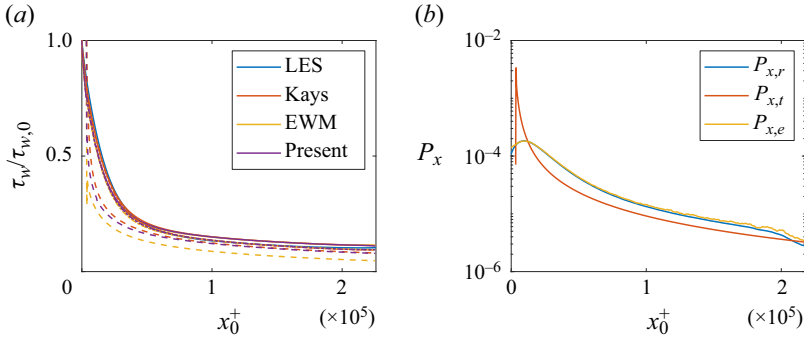 (a)
1.0
0.5
0
τw/τw,0
LES
Kays
EWM
Present
0
1
2
x0+
(×10^5)
(b)
10^−2
10^−4
10^−6
Px
Px,r
Px,t
Px,e
0
1
2
x0+
(×10^5)